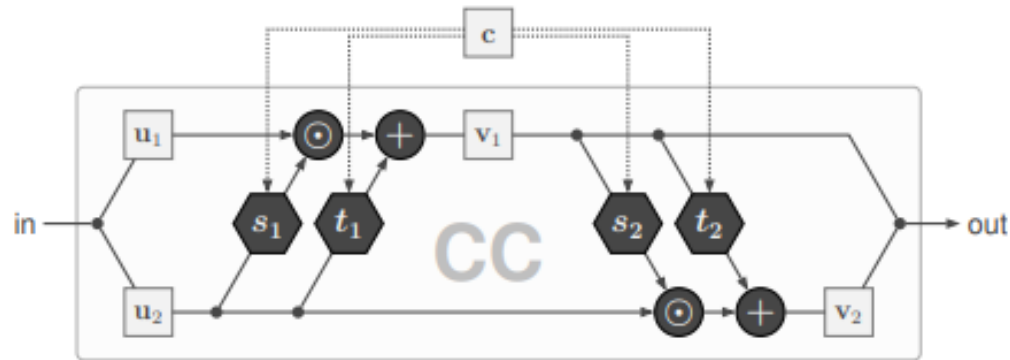 c
u₁ ⊙ + v₁
in s₁ t₁ CC s₂ t₂ out
u₂ ⊙ + v₂